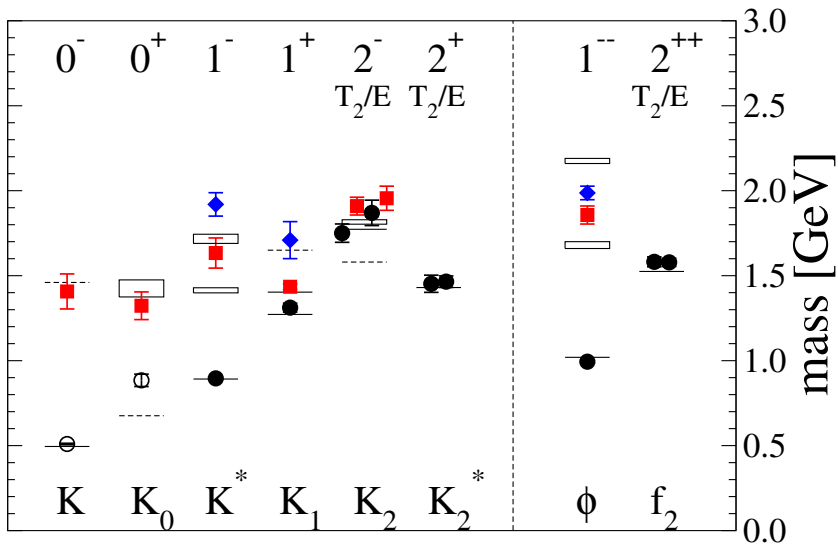 0⁻ 0⁺ 1⁻ 1⁺ 2⁻ 2⁺ 1⁻⁻ 2⁺⁺
T₂/E T₂/E T₂/E
3.0
2.5
2.0
1.5
1.0
0.5
0.0
mass [GeV]
K K₀ K* K₁ K₂ K₂* ϕ f₂